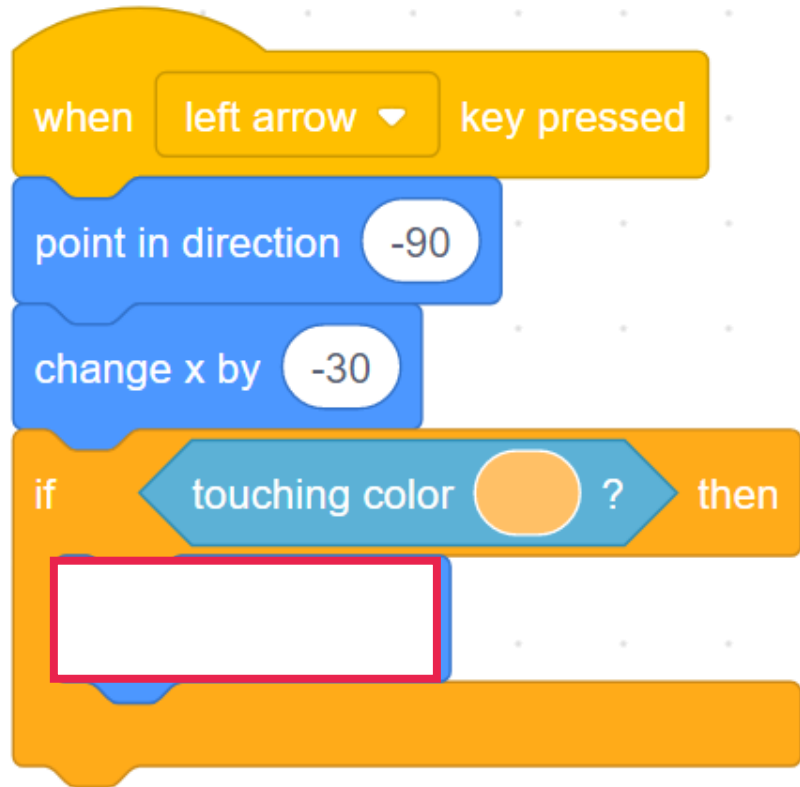 when left arrow key pressed
point in direction -90
change x by -30
if touching color ? then